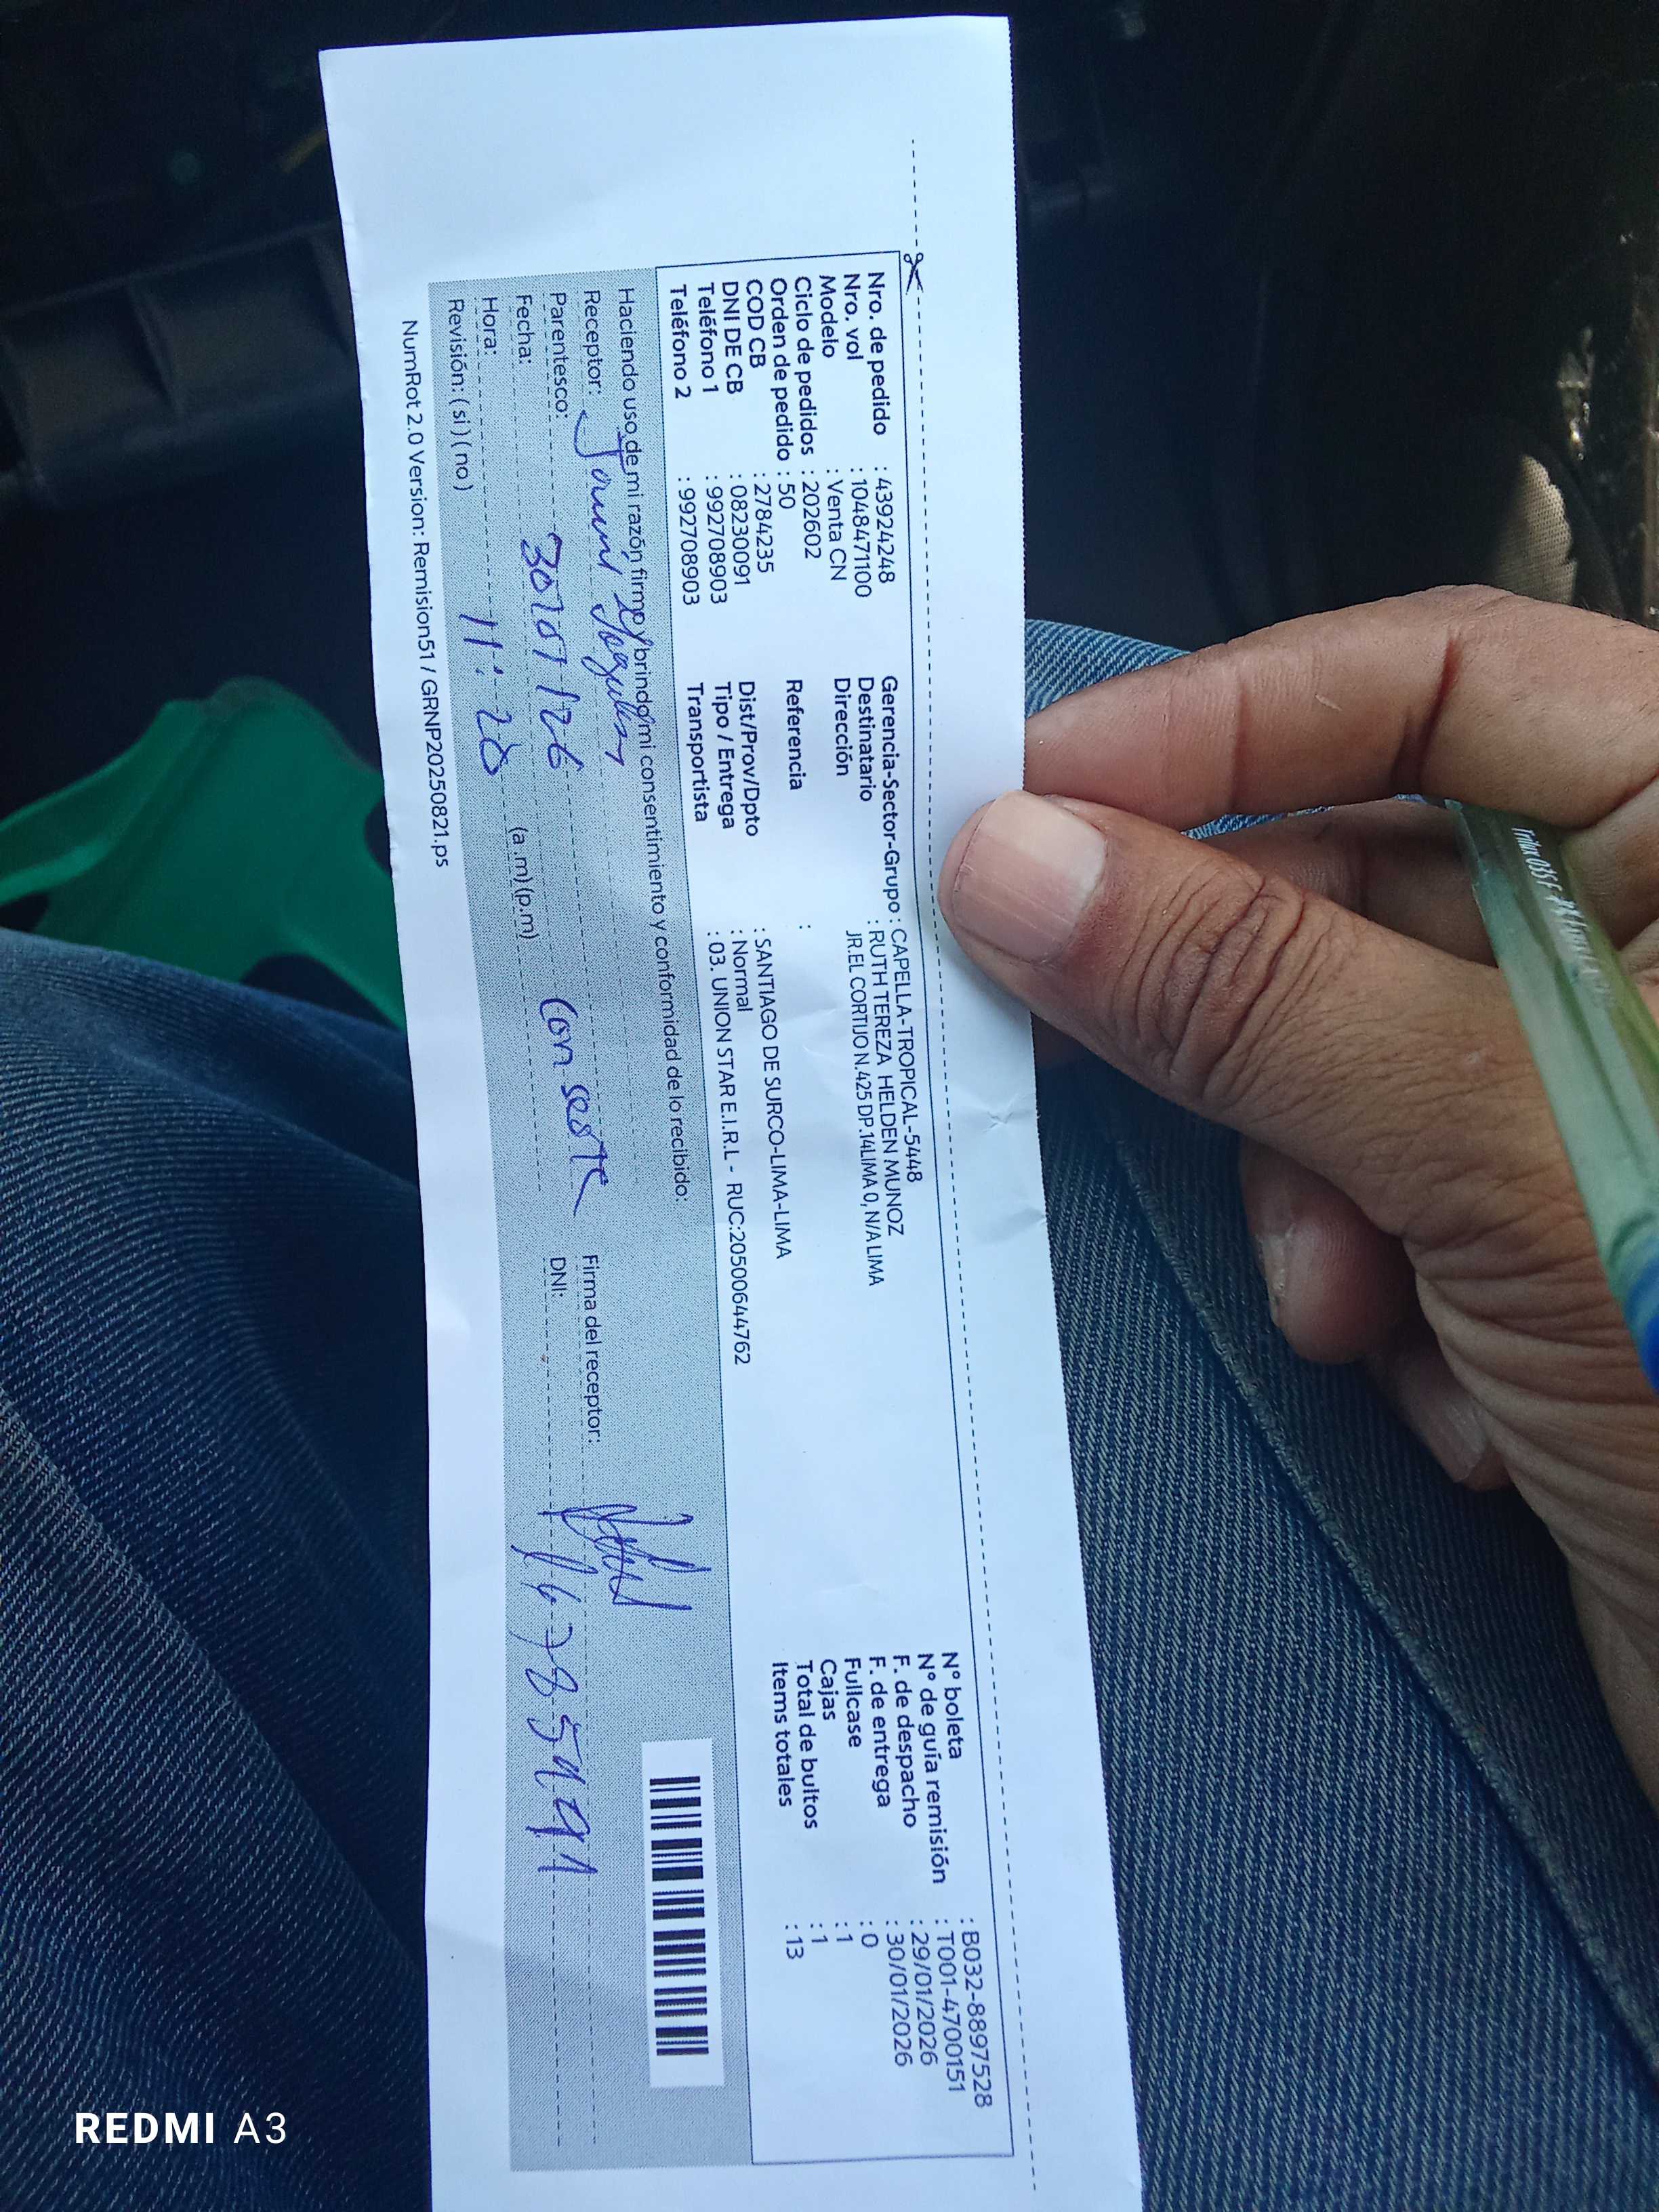 Nro. de pedido : 43924248
Nro. vol : 1048471100
Modelo : Venta CN
Ciclo de pedidos : 202602
Orden de pedido : 50
COD CB : 2784235
DNI DE CB : 08230091
Teléfono 1 : 992708903
Teléfono 2 : 992708903
Gerencia-Sector-Grupo : CAPELLA-TROPICAL-5448
Destinatario : RUTH TEREZA HELDEN MUNOZ
Dirección JR.EL CORTIJO N.425 DP.14LIMA 0, N/A LIMA
Referencia :
Dist/Prov/Dpto : SANTIAGO DE SURCO-LIMA-LIMA
Tipo / Entrega : Normal
Transportista : 03. UNION STAR E.I.R.L - RUC:20500644762
N° boleta : B032-8897528
N° de guía remisión : T001-4700151
F. de despacho : 29/01/2026
F. de entrega : 30/01/2026
Fullcase : 0
Cajas : 1
Total de bultos : 1
Items totales : 13
Haciendo uso de mi razón firmo y brindo mi consentimiento y conformidad de lo recibido:
Receptor:
Parentesco: Conserte
Fecha: 30/01/26
Hora: 11:20 (a.m) (p.m)
Revisión: ( si ) ( no )
Firma del receptor:
DNI:
NumRot 2.0 Version: Remision51 / GRNP20250821.ps
Trilux 035F
REDMI A3